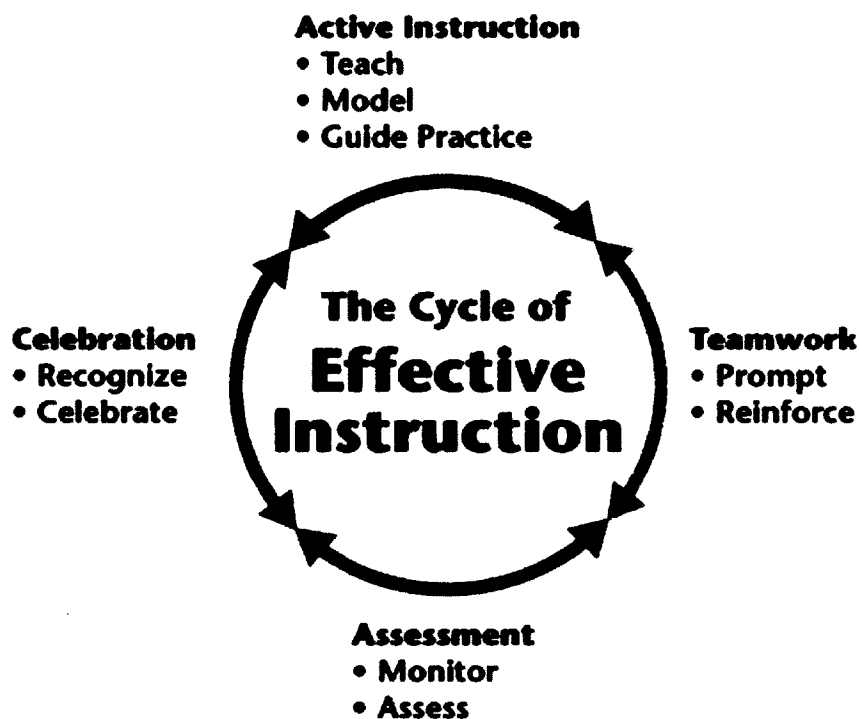 Active Instruction
• Teach
• Model
• Guide Practice
The Cycle of
Effective
Instruction
Celebration
• Recognize
• Celebrate
Teamwork
• Prompt
• Reinforce
Assessment
• Monitor
• Assess